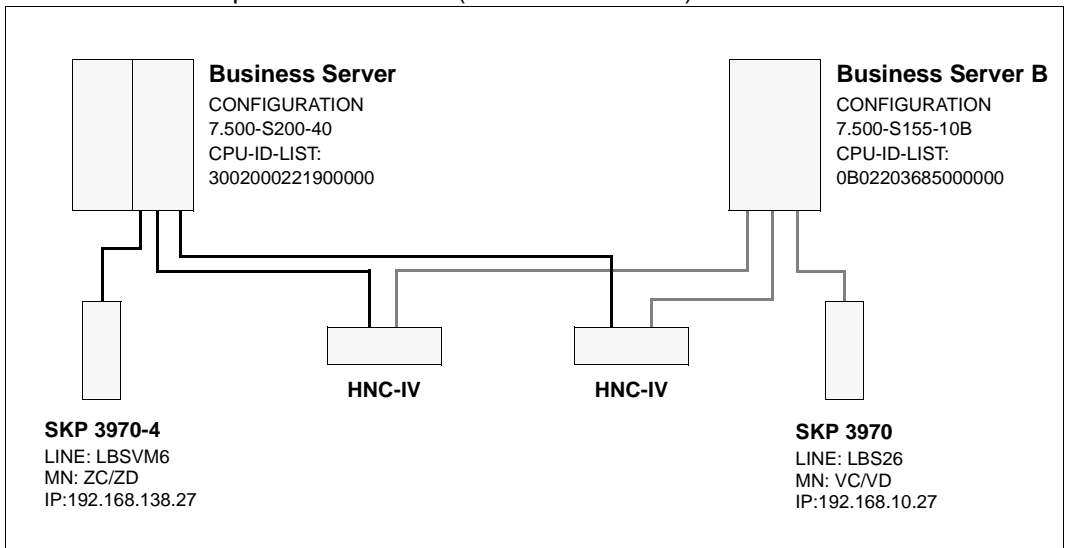 Business Server
CONFIGURATION
7.500-S200-40
CPU-ID-LIST:
3002000221900000
Business Server B
CONFIGURATION
7.500-S155-10B
CPU-ID-LIST:
0B02203685000000
HNC-IV
HNC-IV
SKP 3970-4
LINE: LBSVM6
MN: ZC/ZD
IP:192.168.138.27
SKP 3970
LINE: LBS26
MN: VC/VD
IP:192.168.10.27